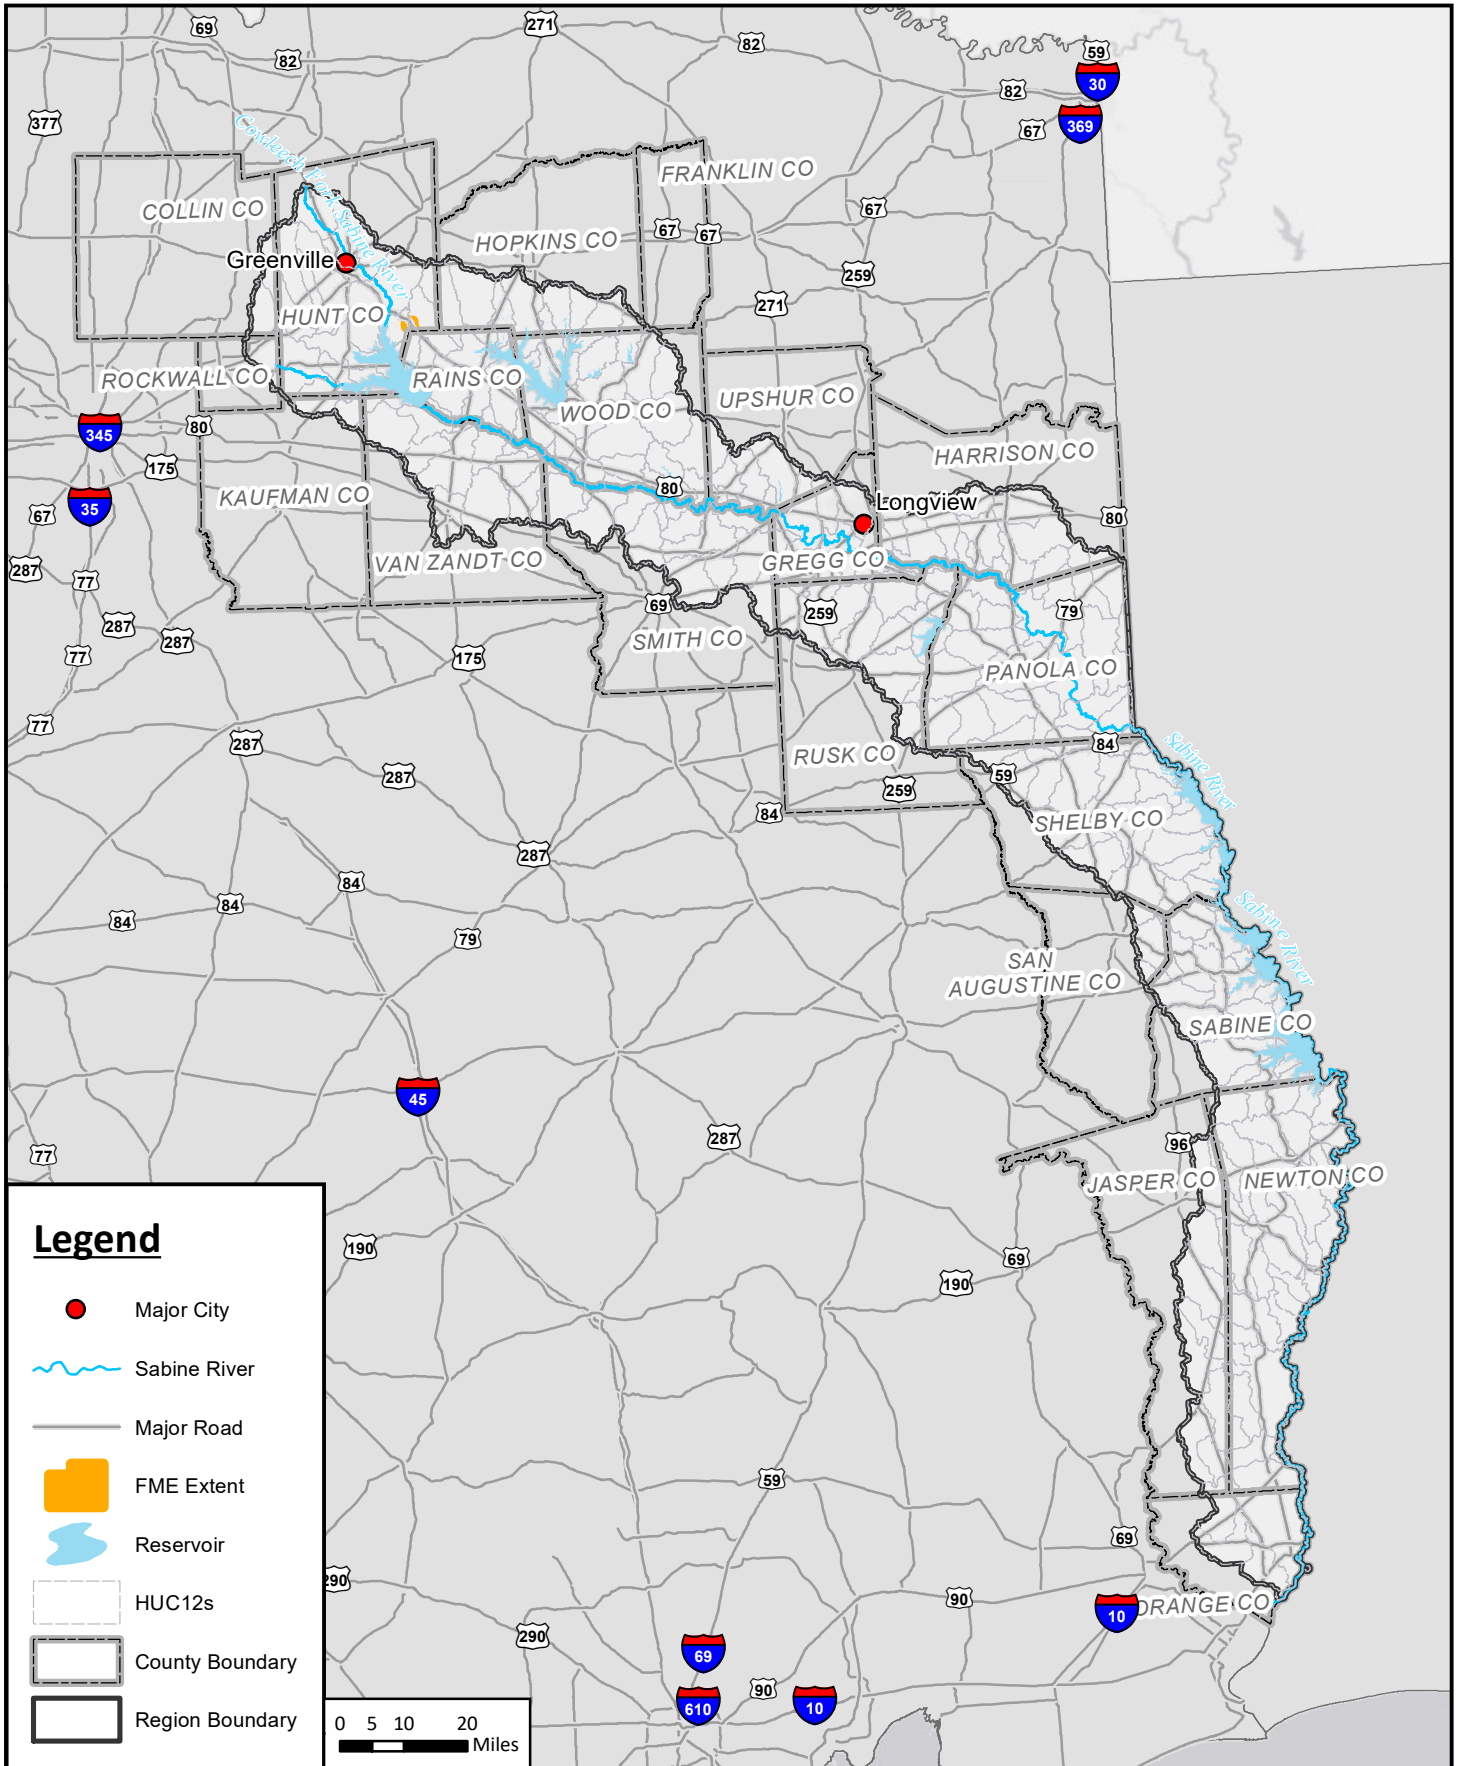 69
271
82
82
59
30
82
369
67
377
Cowleech Fork Sabine River
FRANKLIN CO
COLLIN CO
67
67
67
HOPKINS CO
Greenville
259
271
HUNT CO
ROCKWALL CO
RAINS CO
UPSHUR CO
WOOD CO
345
80
HARRISON CO
175
80
KAUFMAN CO
Longview
35
67
80
VAN ZANDT CO
GREGG CO
287
77
69
259
79
287
287
SMITH CO
77
175
PANOLA CO
77
287
84
Sabine River
RUSK CO
59
287
259
84
SHELBY CO
287
84
84
84
Sabine River
79
SAN
AUGUSTINE CO
SABINE CO
45
287
96
77
JASPER CO
NEWTON CO
190
69
190
Legend
Major City
Sabine River
Major Road
FME Extent
Reservoir
HUC12s
County Boundary
Region Boundary
59
69
290
90
10
ORANGE CO
290
69
90
610
10
0 5 10 20
Miles